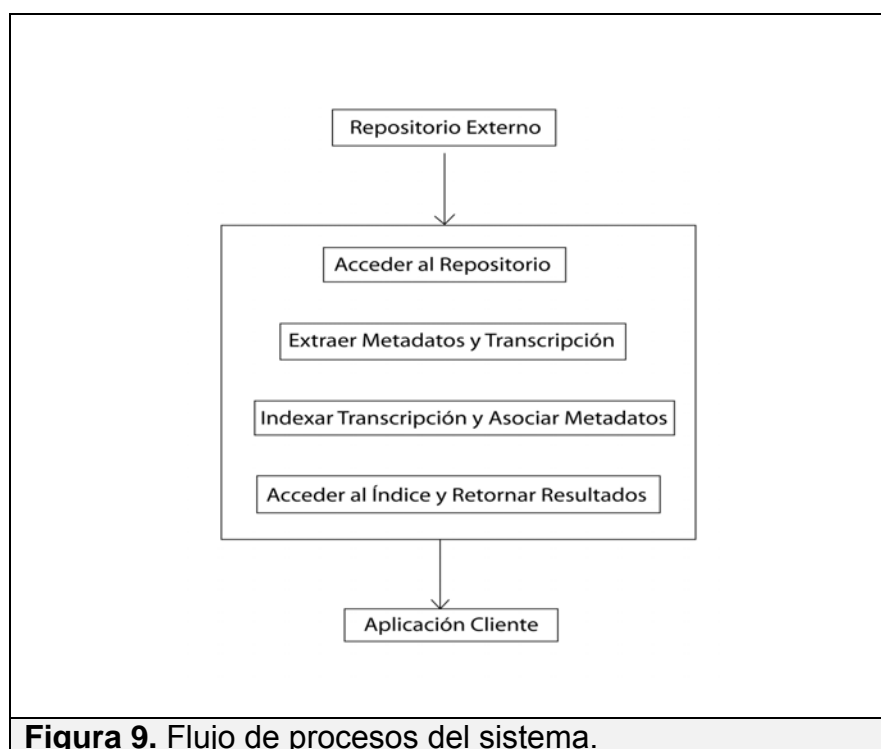 Repositorio Externo
Acceder al Repositorio
Extraer Metadatos y Transcripción
Indexar Transcripción y Asociar Metadatos
Acceder al Índice y Retornar Resultados
Aplicación Cliente
Figura 9. Flujo de procesos del sistema.